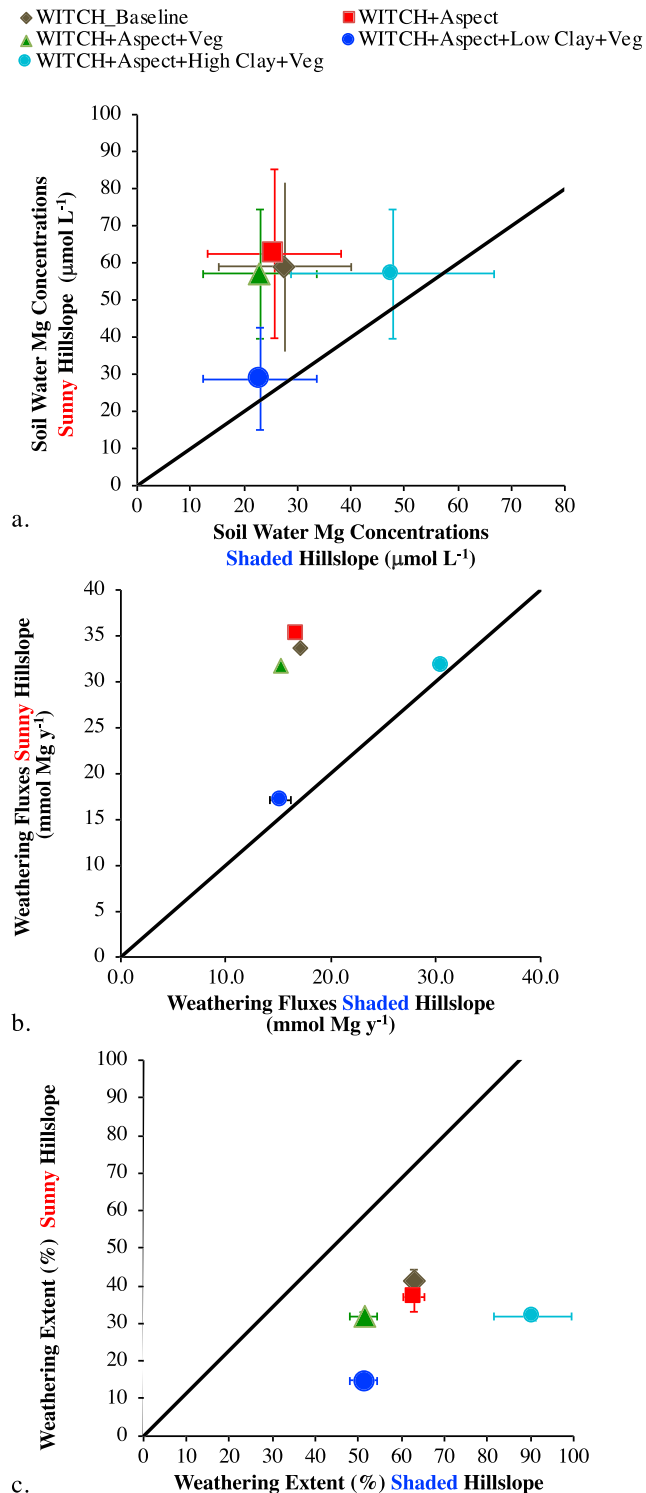 WITCH_Baseline
WITCH+Aspect
WITCH+Aspect+Veg
WITCH+Aspect+Low Clay+Veg
WITCH+Aspect+High Clay+Veg
Soil Water Mg Concentrations
Sunny Hillslope (μmol L⁻¹)
80
70
60
50
40
30
20
10
0
0 10 20 30 40 50 60 70 80
a.
Soil Water Mg Concentrations
Shaded Hillslope (μmol L⁻¹)
Weathering Fluxes Sunny Hillslope
(mmol Mg y⁻¹)
40
35
30
25
20
15
10
5
0
0.0 10.0 20.0 30.0 40.0
Weathering Fluxes Shaded Hillslope
(mmol Mg y⁻¹)
b.
Weathering Extent (%) Sunny Hillslope
100
90
80
70
60
50
40
30
20
10
0
0 10 20 30 40 50 60 70 80 90 100
c.
Weathering Extent (%) Shaded Hillslope